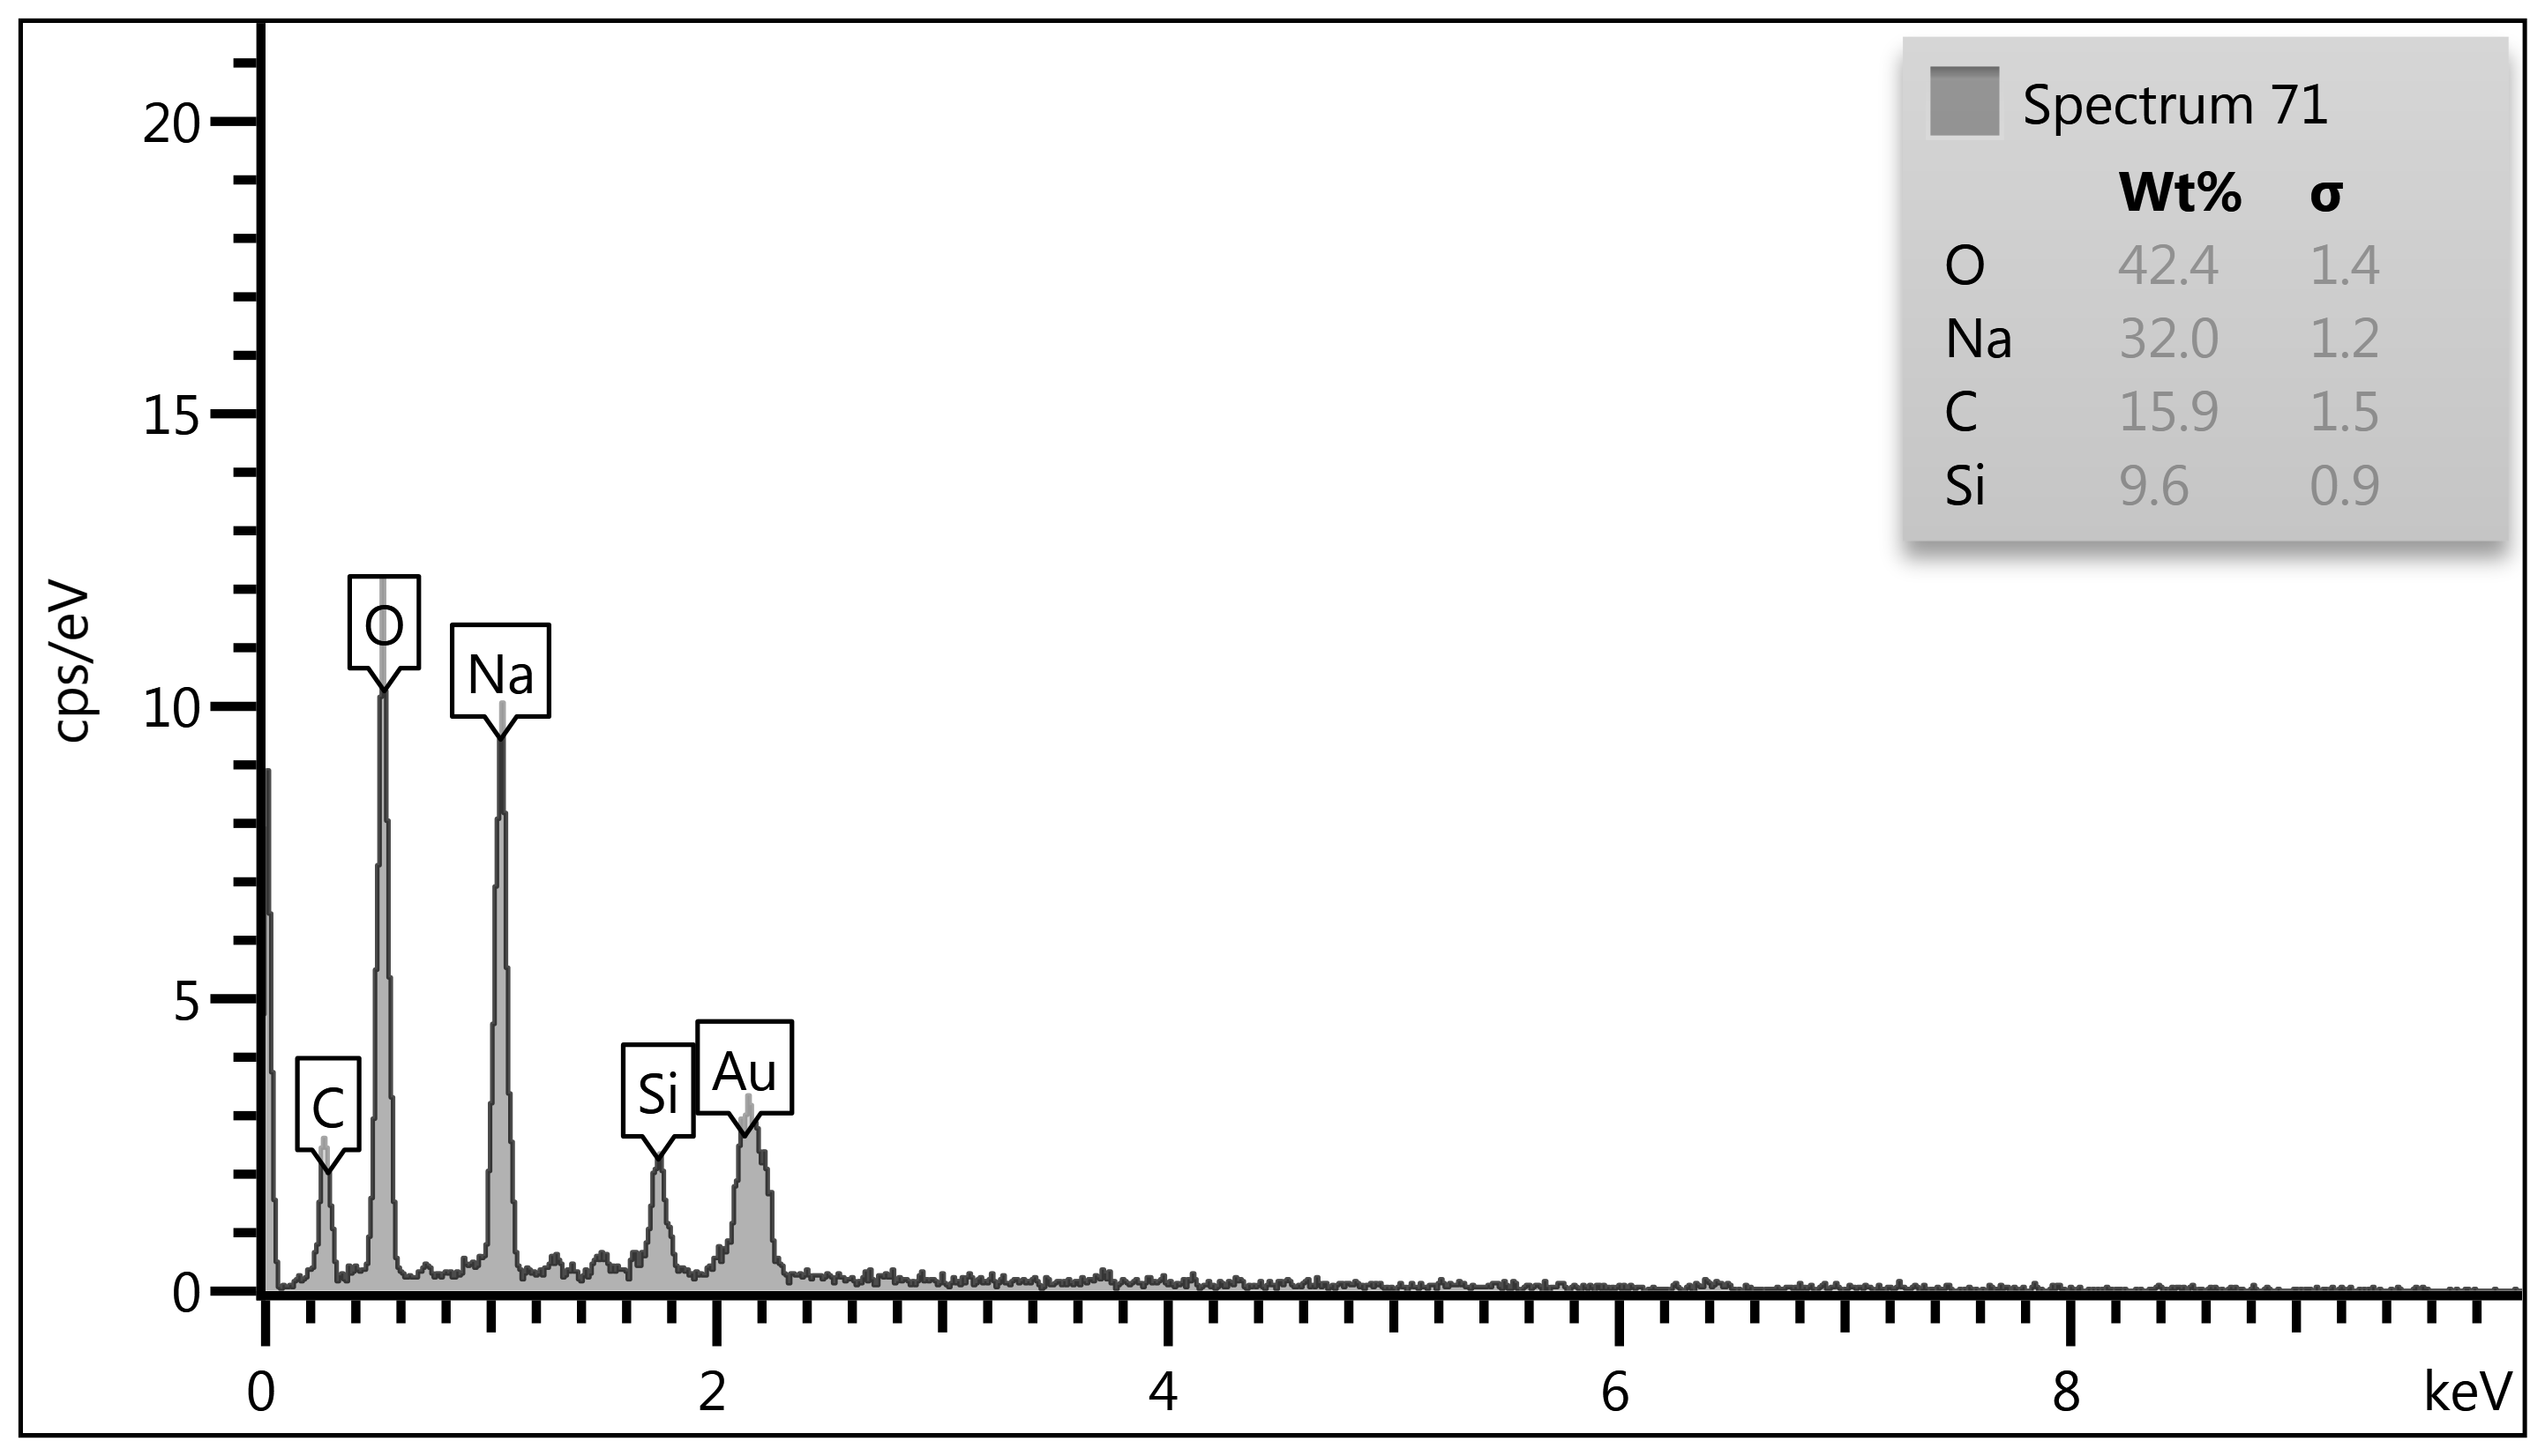 Spectrum 71
Wt% σ
O 42.4 1.4
Na 32.0 1.2
C 15.9 1.5
Si 9.6 0.9
cps/eV
20
15
10
5
0
C
O
Na
Si
Au
0 2 4 6 8 keV